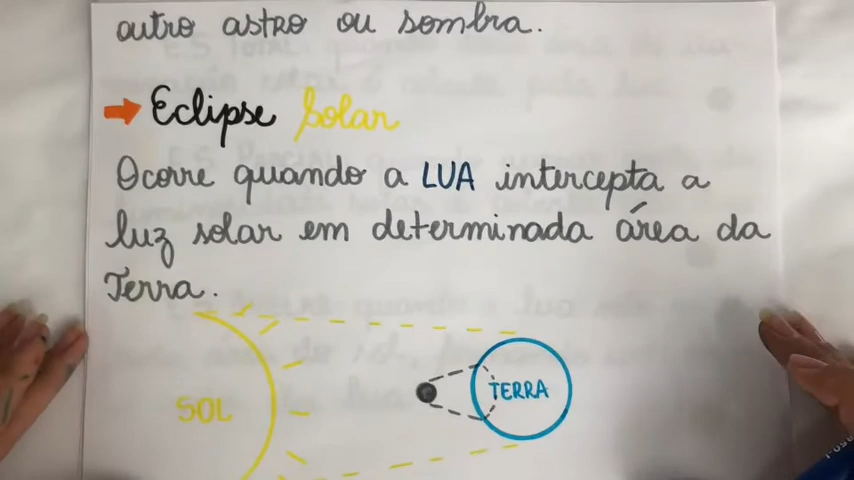 outro astro ou sombra.
Eclipse Solar
Ocorre quando a LUA intercepta a
luz solar em determinada área da
Terra.
SOL
TERRA